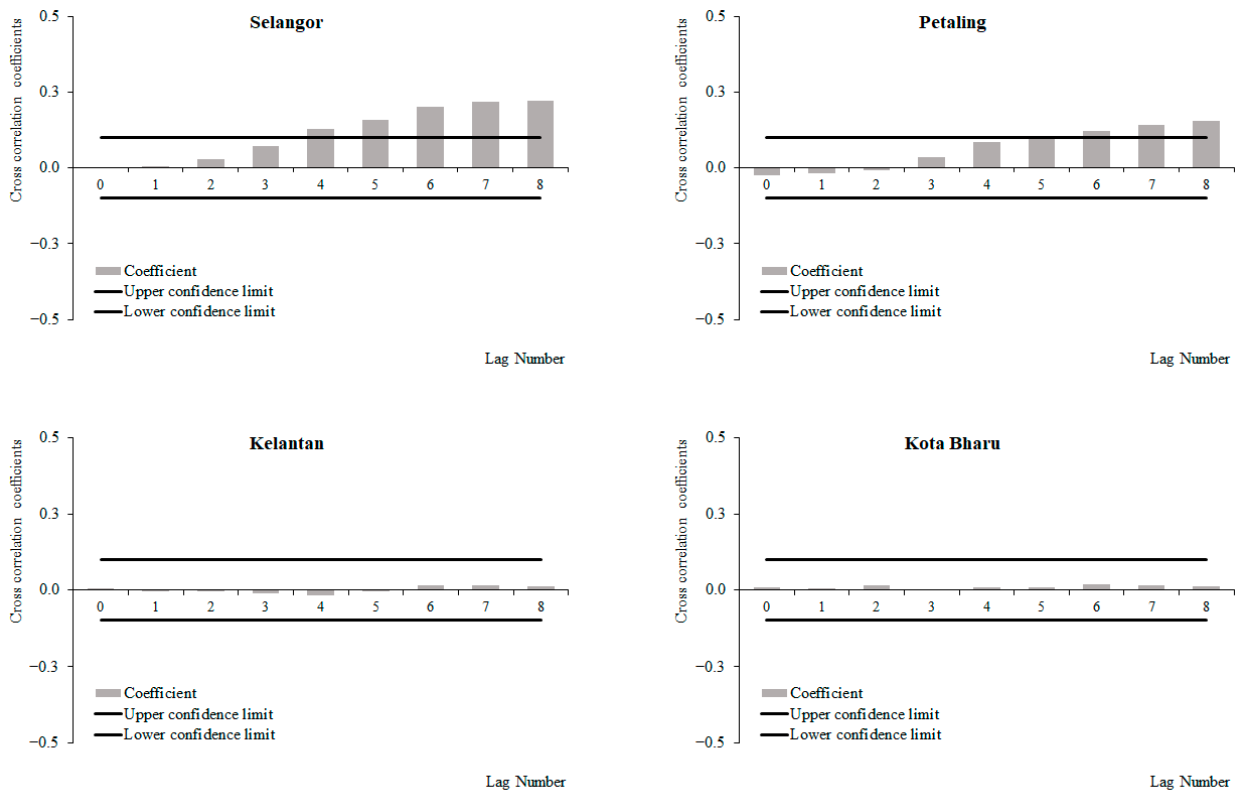 Selangor
Cross correlation coefficients
0.5
0.3
0.0
−0.3
−0.5
0 1 2 3 4 5 6 7 8
Coefficient
Upper confidence limit
Lower confidence limit
Lag Number
Petaling
Cross correlation coefficients
0.5
0.3
0.0
−0.3
−0.5
0 1 2 3 4 5 6 7 8
Coefficient
Upper confidence limit
Lower confidence limit
Lag Number
Kelantan
Cross correlation coefficients
0.5
0.3
0.0
−0.3
−0.5
0 1 2 3 4 5 6 7 8
Coefficient
Upper confidence limit
Lower confidence limit
Lag Number
Kota Bharu
Cross correlation coefficients
0.5
0.3
0.0
−0.3
−0.5
0 1 2 3 4 5 6 7 8
Coefficient
Upper confidence limit
Lower confidence limit
Lag Number